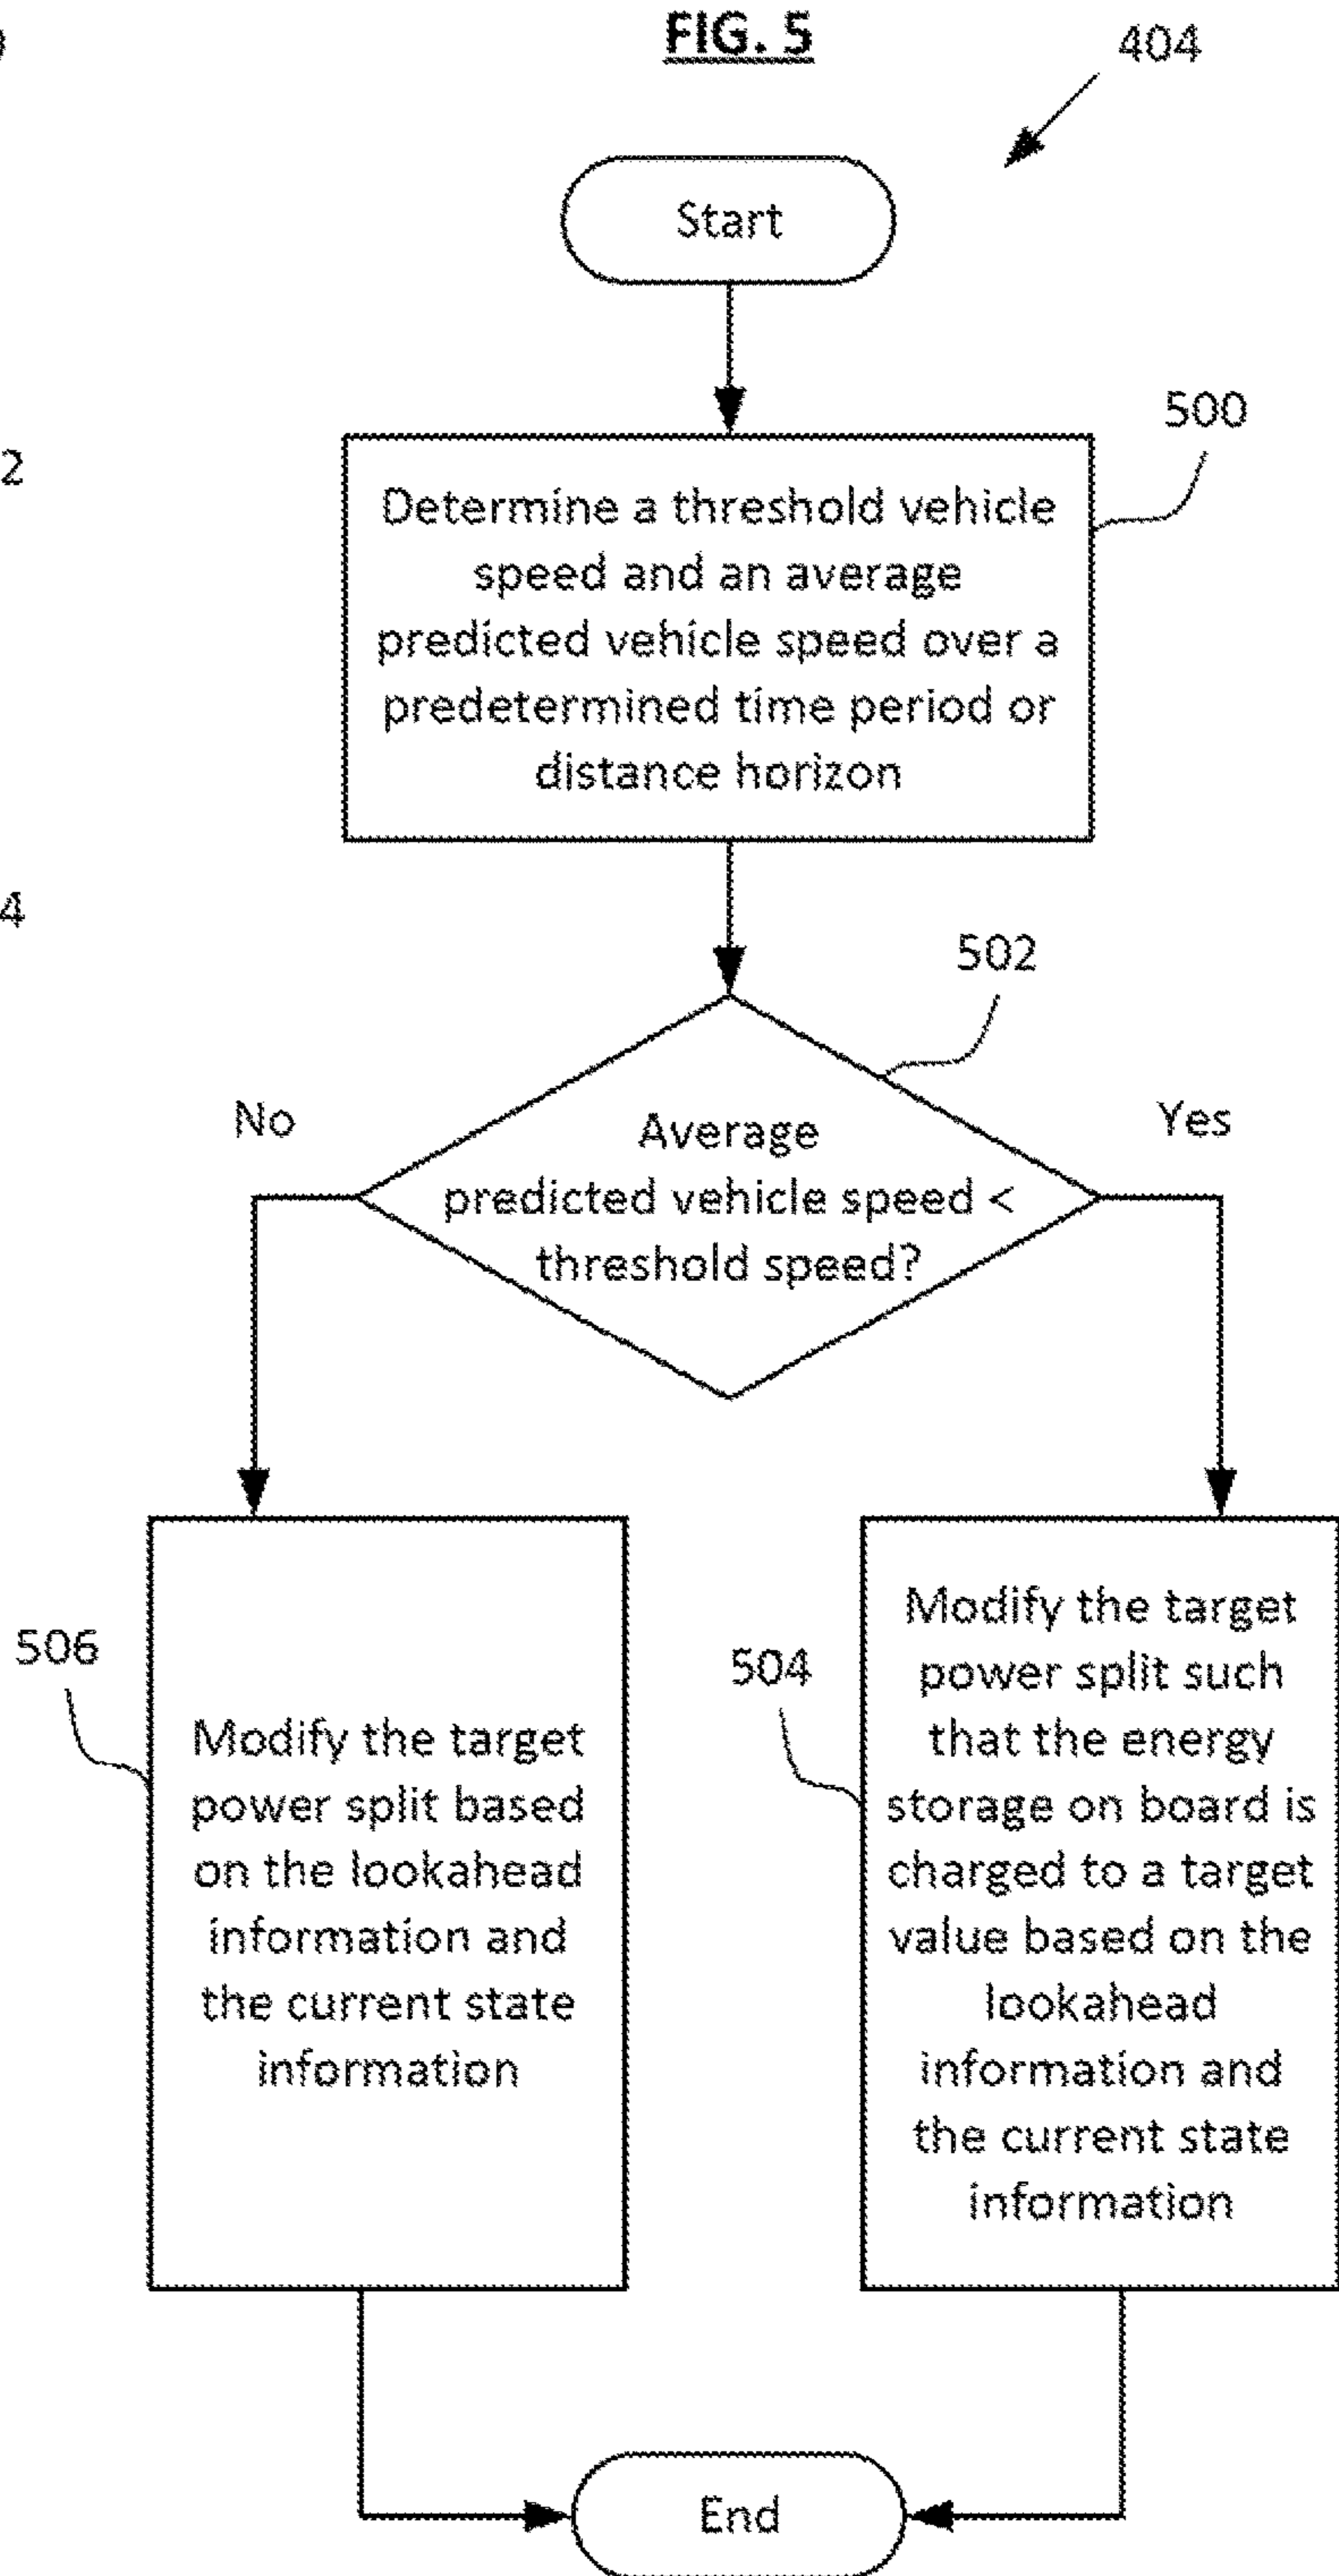 FIG. 5
404
Start
500
Determine a threshold vehicle
speed and an average
predicted vehicle speed over a
predetermined time period or
distance horizon
502
No
Yes
Average
predicted vehicle speed <
threshold speed?
506
Modify the target
power split based
on the lookahead
information and
the current state
information
504
Modify the target
power split such
that the energy
storage on board is
charged to a target
value based on the
lookahead
information and
the current state
information
End
2
4